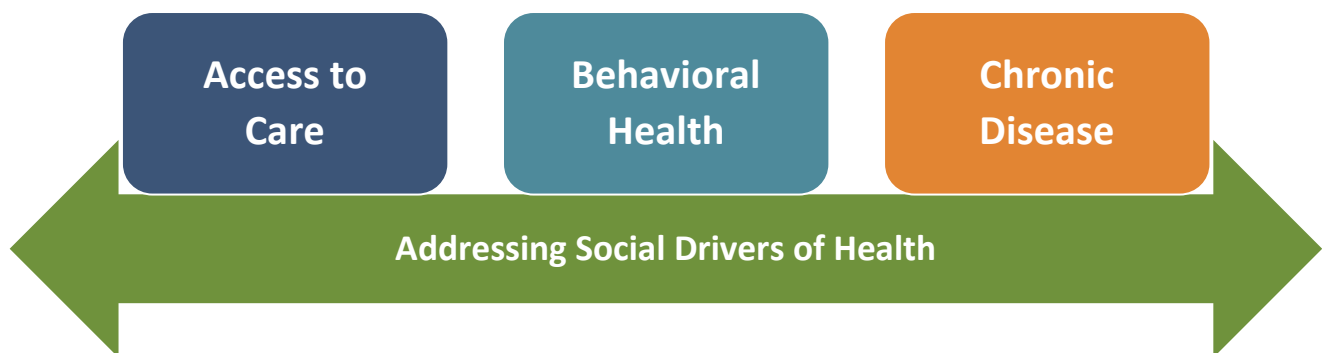 Access to
Care
Behavioral
Health
Chronic
Disease
Addressing Social Drivers of Health